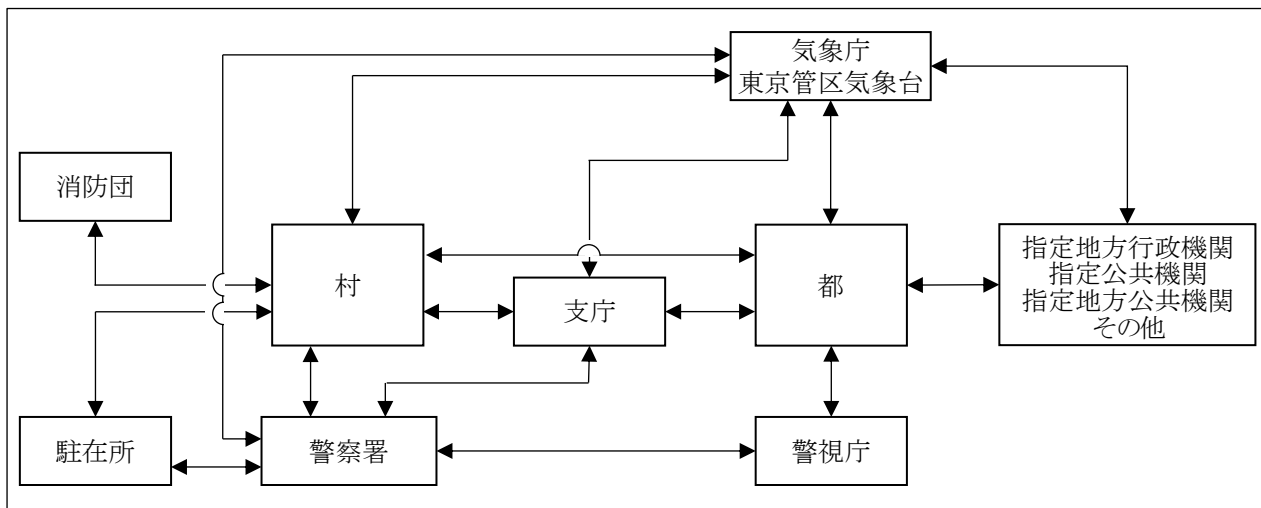 気象庁
東京管区気象台
消防団
村
支庁
都
指定地方行政機関
指定公共機関
指定地方公共機関
その他
駐在所
警察署
警視庁